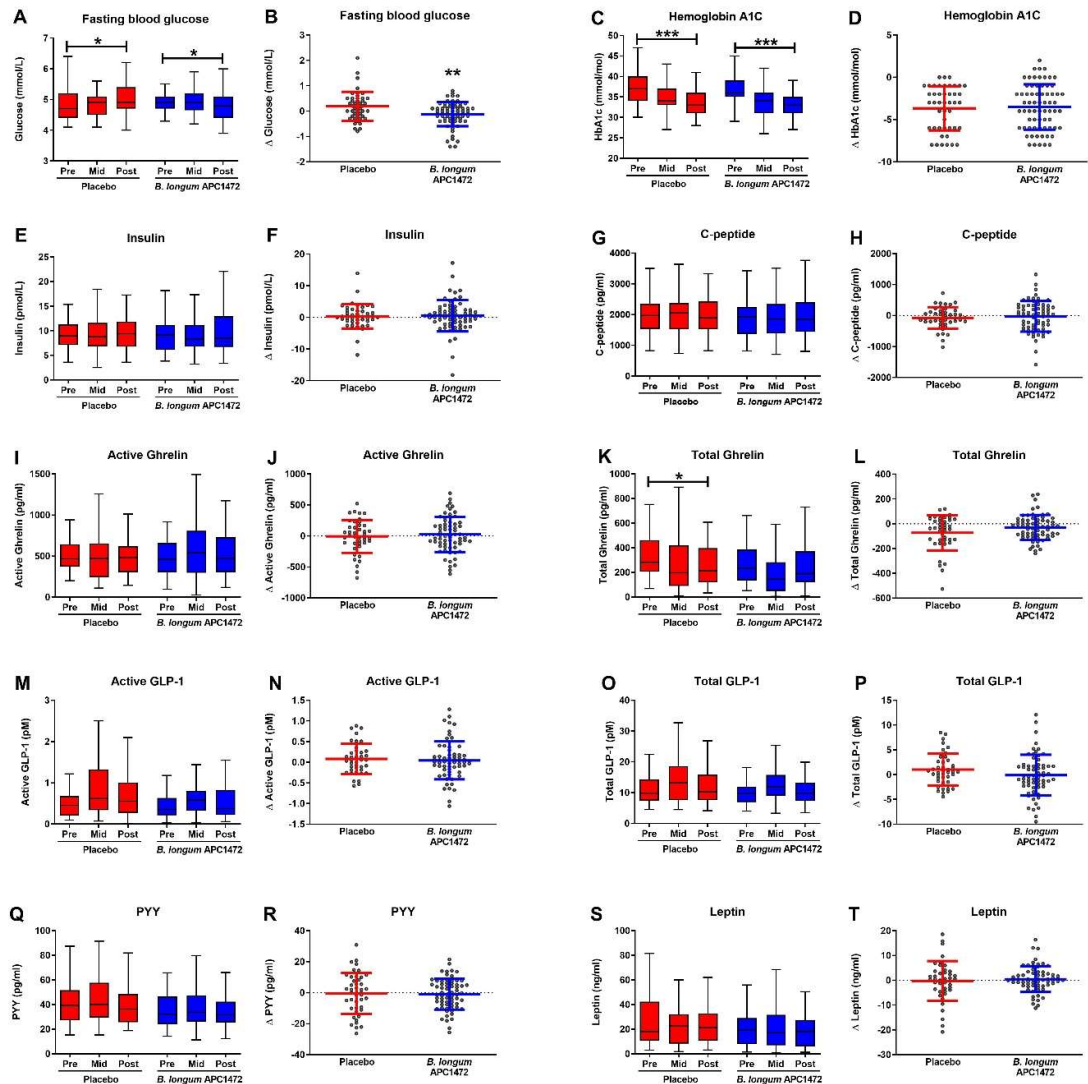 A
Fasting blood glucose
Glucose (mmol/L)
7
6
5
4
3
*
*
Pre Mid Post Pre Mid Post
Placebo B. longum APC1472
B
Fasting blood glucose
Δ Glucose (mmol/L)
3
2
1
0
-1
-2
**
Placebo B. longum
APC1472
C
Hemoglobin A1C
HbA1c (mmol/mol)
50
45
40
35
30
25
20
***
***
Pre Mid Post Pre Mid Post
Placebo B. longum APC1472
D
Hemoglobin A1C
Δ HbA1c (mmol/mol)
5
0
-5
-10
Placebo B. longum
APC1472
E
Insulin
Insulin (pmol/L)
25
20
15
10
5
0
Pre Mid Post Pre Mid Post
Placebo B. longum APC1472
F
Insulin
Δ Insulin (pmol/L)
20
10
0
-10
-20
Placebo B. longum
APC1472
G
C-peptide
C-peptide (pg/ml)
4000
3000
2000
1000
0
Pre Mid Post Pre Mid Post
Placebo B. longum APC1472
H
C-peptide
Δ C-peptide (pg/ml)
2000
1000
0
-1000
-2000
Placebo B. longum
APC1472
I
Active Ghrelin
Active Ghrelin (pg/ml)
1500
1000
500
0
Pre Mid Post Pre Mid Post
Placebo B. longum APC1472
J
Active Ghrelin
Δ Active Ghrelin (pg/ml)
1000
500
0
-500
-1000
Placebo B. longum
APC1472
K
Total Ghrelin
Total Ghrelin (pg/ml)
1000
800
600
400
200
0
*
Pre Mid Post Pre Mid Post
Placebo B. longum APC1472
L
Total Ghrelin
Δ Total Ghrelin (pg/ml)
400
200
0
-200
-400
-600
Placebo B. longum
APC1472
M
Active GLP-1
Active GLP-1 (pM)
3
2
1
0
Pre Mid Post Pre Mid Post
Placebo B. longum APC1472
N
Active GLP-1
Δ Active GLP-1 (pM)
1.5
1.0
0.5
0.0
-0.5
-1.0
-1.5
Placebo B. longum
APC1472
O
Total GLP-1
Total GLP-1 (pM)
40
30
20
10
0
Pre Mid Post Pre Mid Post
Placebo B. longum APC1472
P
Total GLP-1
Δ Total GLP-1 (pM)
15
10
5
0
-5
-10
Placebo B. longum
APC1472
Q
PYY
PYY (pg/ml)
100
80
60
40
20
0
Pre Mid Post Pre Mid Post
Placebo B. longum APC1472
R
PYY
Δ PYY (pg/ml)
40
20
0
-20
-40
Placebo B. longum
APC1472
S
Leptin
Leptin (ng/ml)
100
80
60
40
20
0
Pre Mid Post Pre Mid Post
Placebo B. longum APC1472
T
Leptin
Δ Leptin (ng/ml)
20
10
0
-10
-20
-30
Placebo B. longum
APC1472